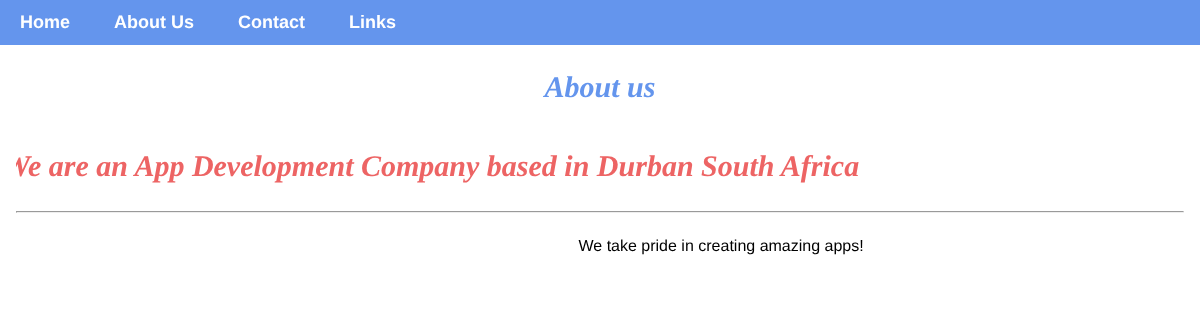 Home About Us Contact Links
About us
We are an App Development Company based in Durban South Africa
We take pride in creating amazing apps!